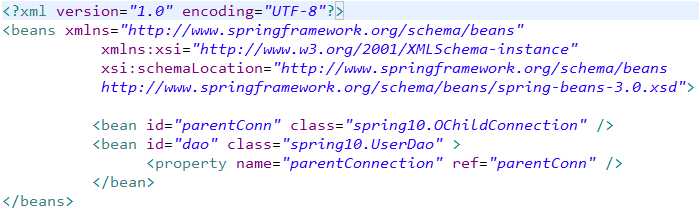 <?xml version="1.0" encoding="UTF-8"?>
<beans xmlns="http://www.springframework.org/schema/beans"
xmlns:xsi="http://www.w3.org/2001/XMLSchema-instance"
xsi:schemaLocation="http://www.springframework.org/schema/beans
http://www.springframework.org/schema/beans/spring-beans-3.0.xsd">
<bean id="parentConn" class="spring10.OChildConnection" />
<bean id="dao" class="spring10.UserDao" >
<property name="parentConnection" ref="parentConn" />
</bean>
</beans>